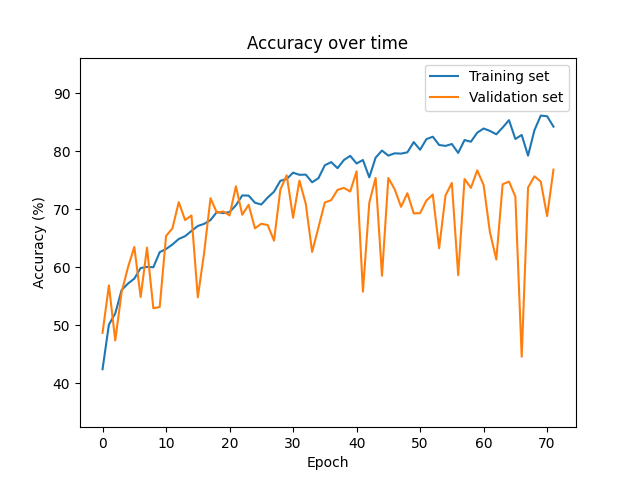 Accuracy over time
Training set
Validation set
90
80
70
60
50
40
Accuracy (%)
0 10 20 30 40 50 60 70
Epoch